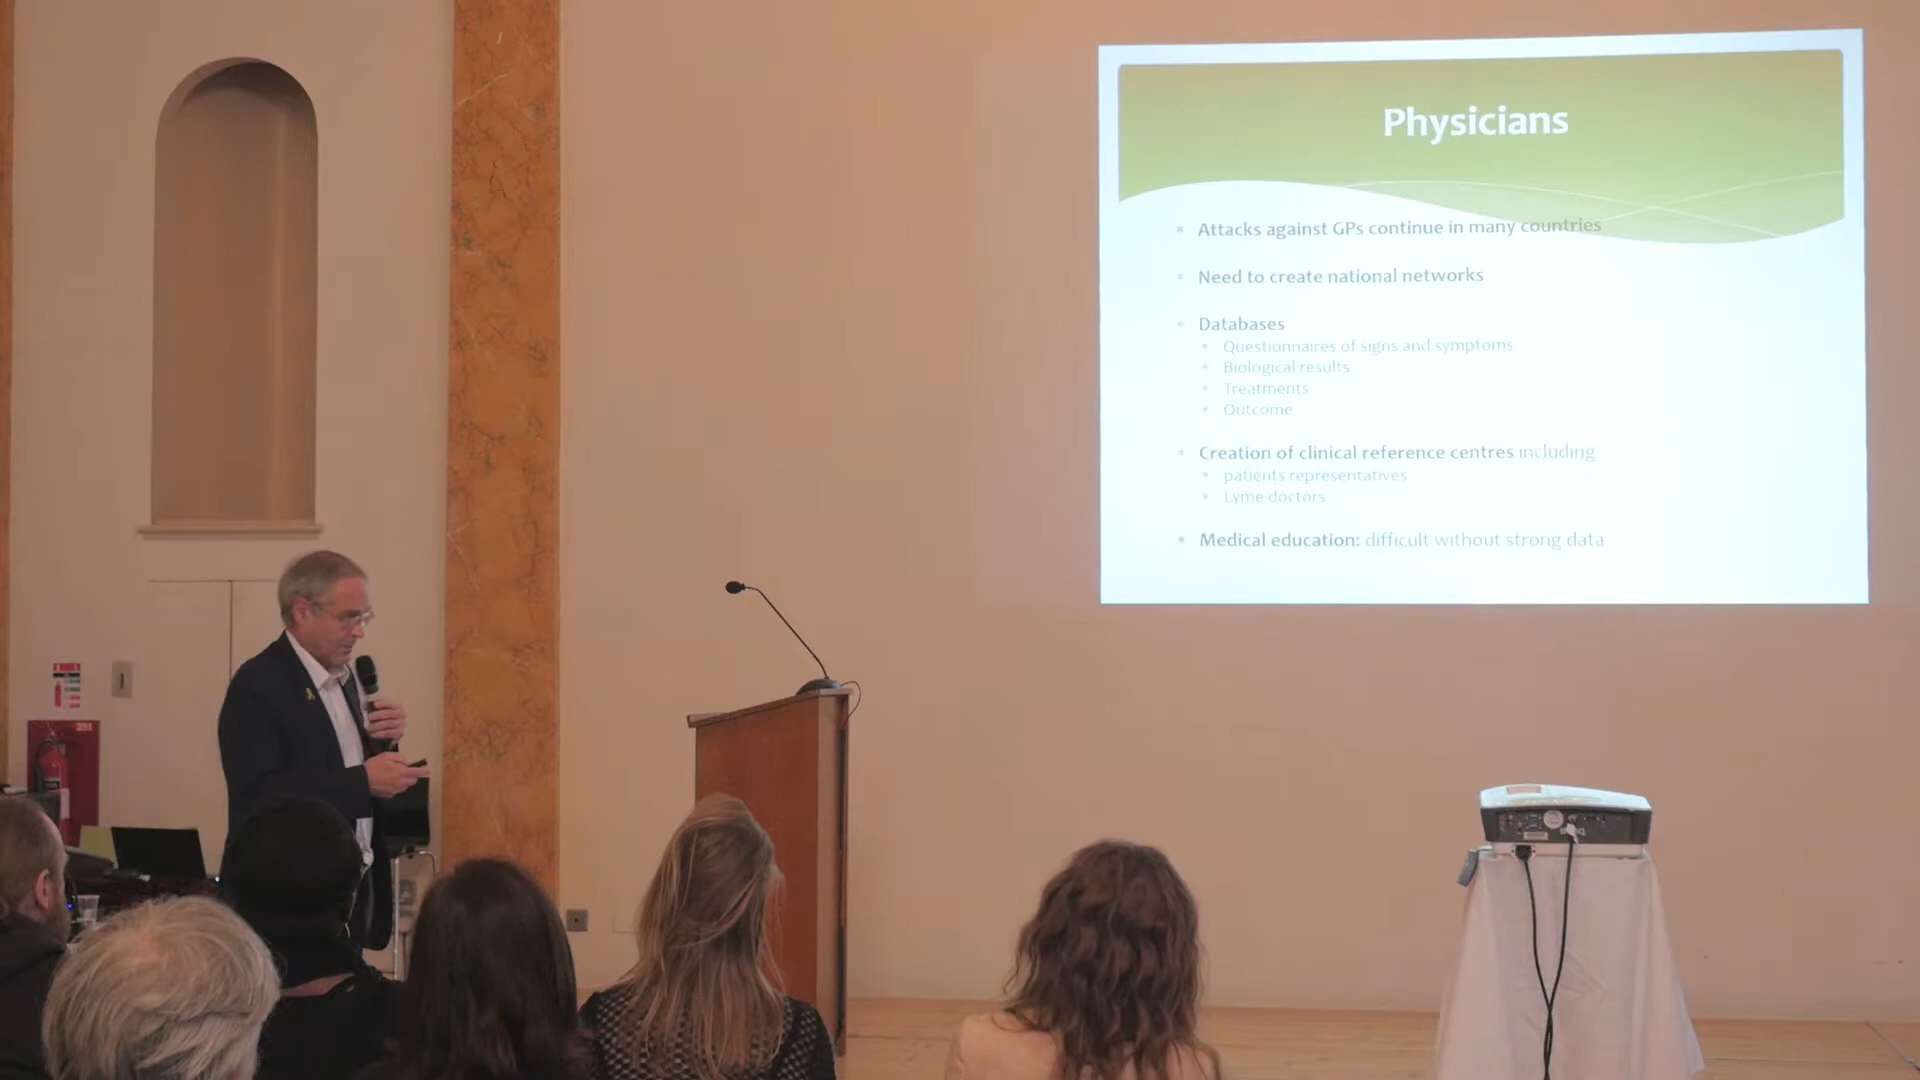 Physicians
Attacks against GPs continue in many countries
Need to create national networks
Databases
Questionnaires of signs and symptoms
Biological results
Treatments
Outcome
Creation of clinical reference centres including
patients representatives
Lyme doctors
Medical education: difficult without strong data
251